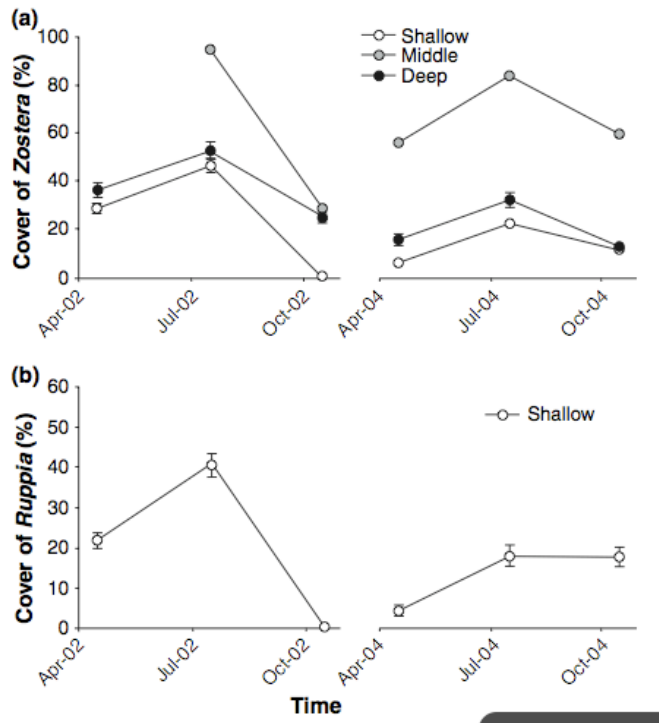 (a)
Shallow
Middle
Deep
Cover of Zostera (%)
100
80
60
40
20
0
Apr-02
Jul-02
Oct-02
Apr-04
Jul-04
Oct-04
(b)
Shallow
Cover of Ruppia (%)
60
50
40
30
20
10
0
Apr-02
Jul-02
Oct-02
Apr-04
Jul-04
Oct-04
Time